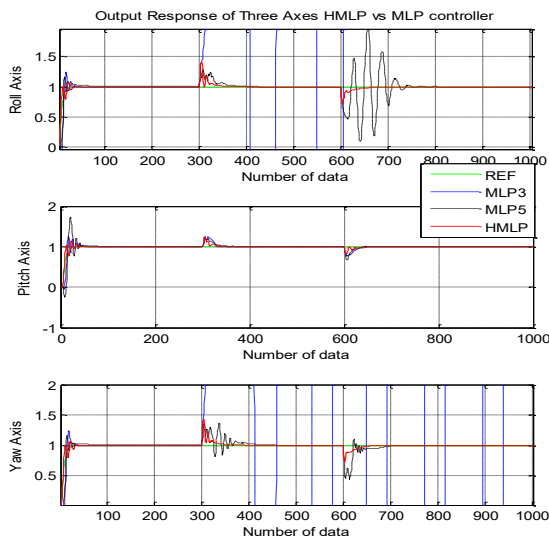 Output Response of Three Axes HMLP vs MLP controller
Roll Axis
1.5
1
0.5
0
100 200 300 400 500 600 700 800 900 1000
Number of data
REF
MLP3
MLP5
HMLP
Pitch Axis
2
1
0
-1
0 200 400 600 800 1000
Number of data
Yaw Axis
2
1.5
1
0.5
100 200 300 400 500 600 700 800 900 1000
Number of data